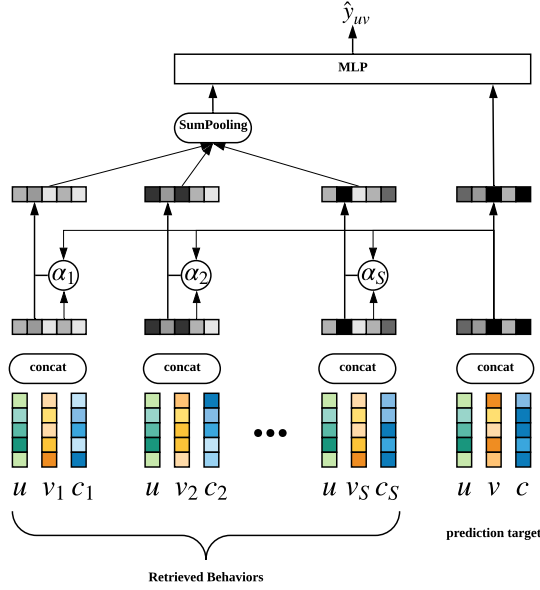 ŷ_uv
MLP
SumPooling
α_1 α_2 α_S
concat concat concat concat
u v_1 c_1 u v_2 c_2 ••• u v_S c_S u v c
prediction target
Retrieved Behaviors